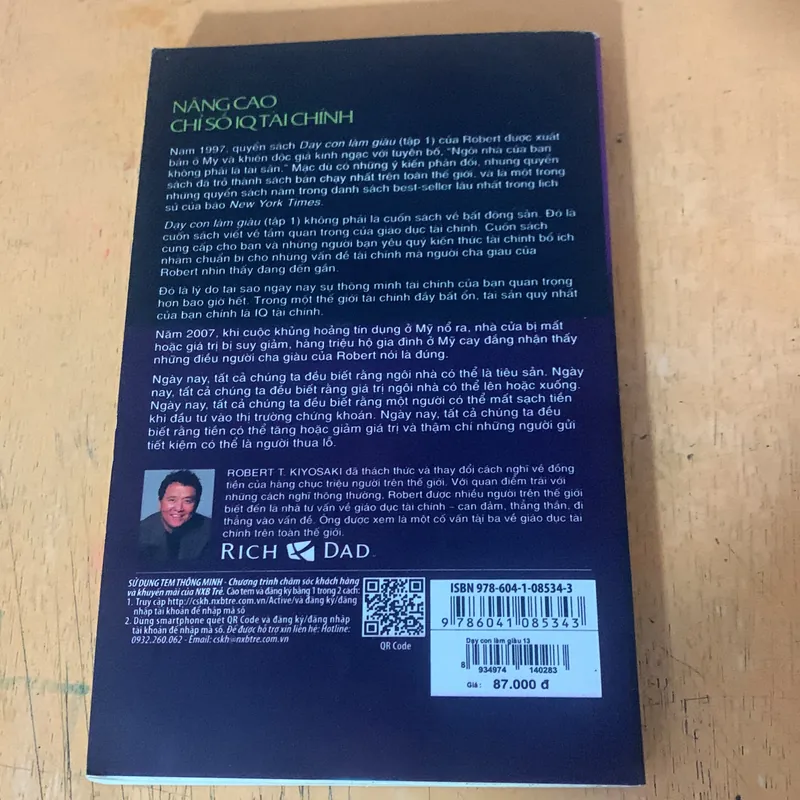 NÂNG CAO
CHỈ SỐ IQ TÀI CHÍNH
Năm 1997, quyển sách Dạy con làm giàu (tập 1) của Robert được xuất
bản ở Mỹ và khiến độc giả kinh ngạc với tuyên bố, "Ngôi nhà của bạn
không phải là tài sản." Mặc dù có những ý kiến phản đối, nhưng quyển
sách đã trở thành sách bán chạy nhất trên toàn thế giới, và là một trong
những quyển sách nằm trong danh sách best-seller lâu nhất trong lịch
sử của báo New York Times.
Dạy con làm giàu (tập 1) không phải là cuốn sách về bất động sản. Đó là
cuốn sách viết về tầm quan trọng của giáo dục tài chính. Cuốn sách
cung cấp cho bạn và những người bạn yêu quý kiến thức tài chính bổ ích
nhằm chuẩn bị cho những vấn đề tài chính mà người cha giàu của
Robert nhìn thấy đang đến gần.
Đó là lý do tại sao ngày nay sự thông minh tài chính của bạn quan trọng
hơn bao giờ hết. Trong một thế giới tài chính đầy bất ổn, tài sản quý nhất
của bạn chính là IQ tài chính.
Năm 2007, khi cuộc khủng hoảng tín dụng ở Mỹ nổ ra, nhà cửa bị mất
hoặc giá trị bị suy giảm, hàng triệu hộ gia đình ở Mỹ cay đắng nhận thấy
những điều người cha giàu của Robert nói là đúng.
Ngày nay, tất cả chúng ta đều biết rằng ngôi nhà có thể là tiêu sản. Ngày
nay, tất cả chúng ta đều biết rằng giá trị ngôi nhà có thể lên hoặc xuống.
Ngày nay, tất cả chúng ta đều biết rằng một người có thể mất sạch tiền
khi đầu tư vào thị trường chứng khoán. Ngày nay, tất cả chúng ta đều
biết rằng tiền có thể tăng hoặc giảm giá trị và thậm chí những người gửi
tiết kiệm có thể là người thua lỗ.
ROBERT T. KIYOSAKI đã thách thức và thay đổi cách nghĩ về đồng
tiền của hàng chục triệu người trên thế giới. Với quan điểm trái với
những cách nghĩ thông thường, Robert được nhiều người trên thế giới
biết đến là nhà tư vấn về giáo dục tài chính - can đảm, thẳng thắn, đi
thẳng vào vấn đề. Ông được xem là một cố vấn tài ba về giáo dục tài
chính trên toàn thế giới.
RICH DAD
SỬ DỤNG TEM THÔNG MINH - Chương trình chăm sóc khách hàng
và khuyến mãi của NXB Trẻ. Cào tem và đăng ký bằng 1 trong 2 cách:
1. Truy cập http://cskh.nxbtre.com.vn/Active/và đăng ký/đăng
nhập tài khoản để nhập mã số
2. Dùng smartphone quét QR Code và đăng ký/đăng nhập
tài khoản để nhập mã số. Để được hỗ trợ xin liên hệ: Hotline:
0932.260.062 - Email: cskh@nxbtre.com.vn
QR Code
ISBN 978-604-1-08534-3
9 786041 085343
Dạy con làm giàu 13
8 934974 140283
Giá : 87.000 đ